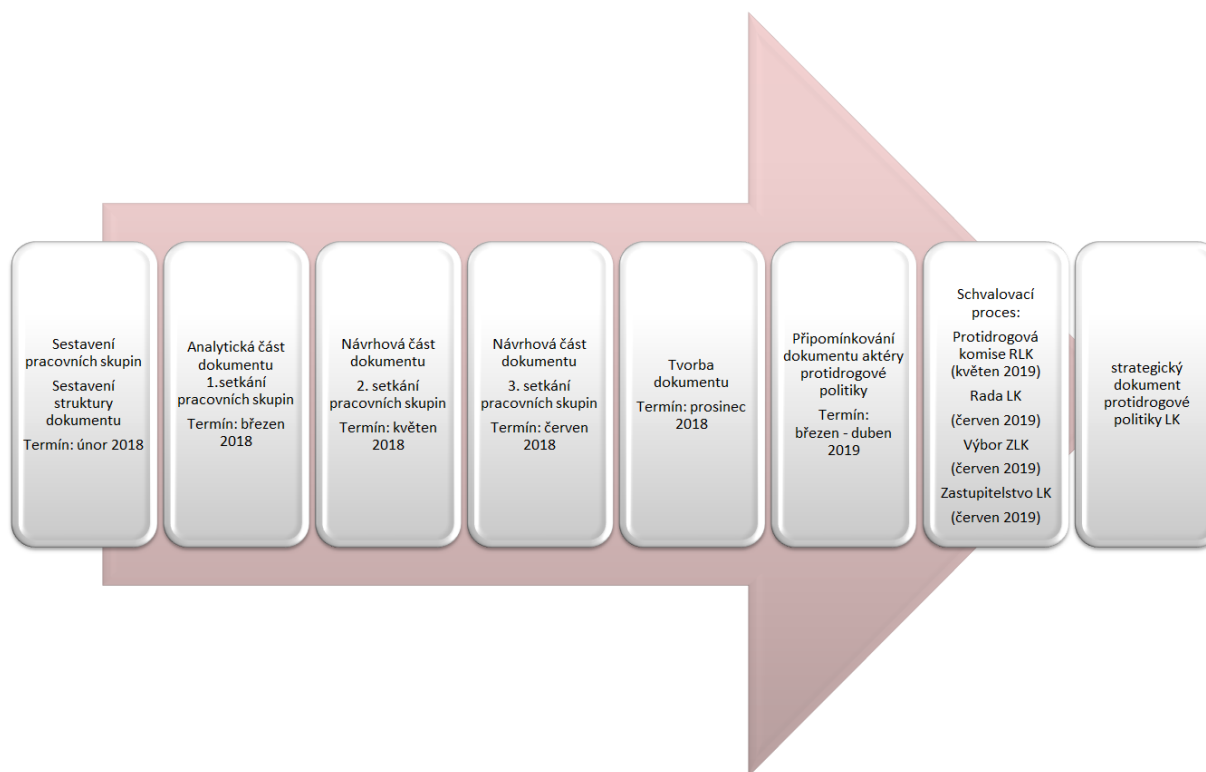 Sestavení
pracovních skupin
Sestavení
struktury
dokumentu
Termín: únor 2018
Analytická část
dokumentu
1.setkání
pracovních skupin
Termín: březen
2018
Návrhová část
dokumentu
2. setkání
pracovních skupin
Termín: květen
2018
Návrhová část
dokumentu
3. setkání
pracovních skupin
Termín: červen
2018
Tvorba
dokumentu
Termín: prosinec
2018
Připomínkování
dokumentu aktéry
protidrogové
politiky
Termín:
březen - duben
2019
Schvalovací
proces:
Protidrogová
komise RLK
(květen 2019)
Rada LK
(červen 2019)
Výbor ZLK
(červen 2019)
Zastupitelstvo LK
(červen 2019)
strategický
dokument
protidrogové
politiky LK